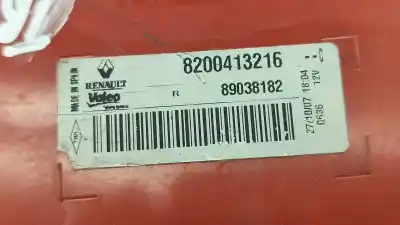 MADE IN SPAIN
RENAULT
8200413216
Valeo
R
89038182
27/10/07 18:04
12V